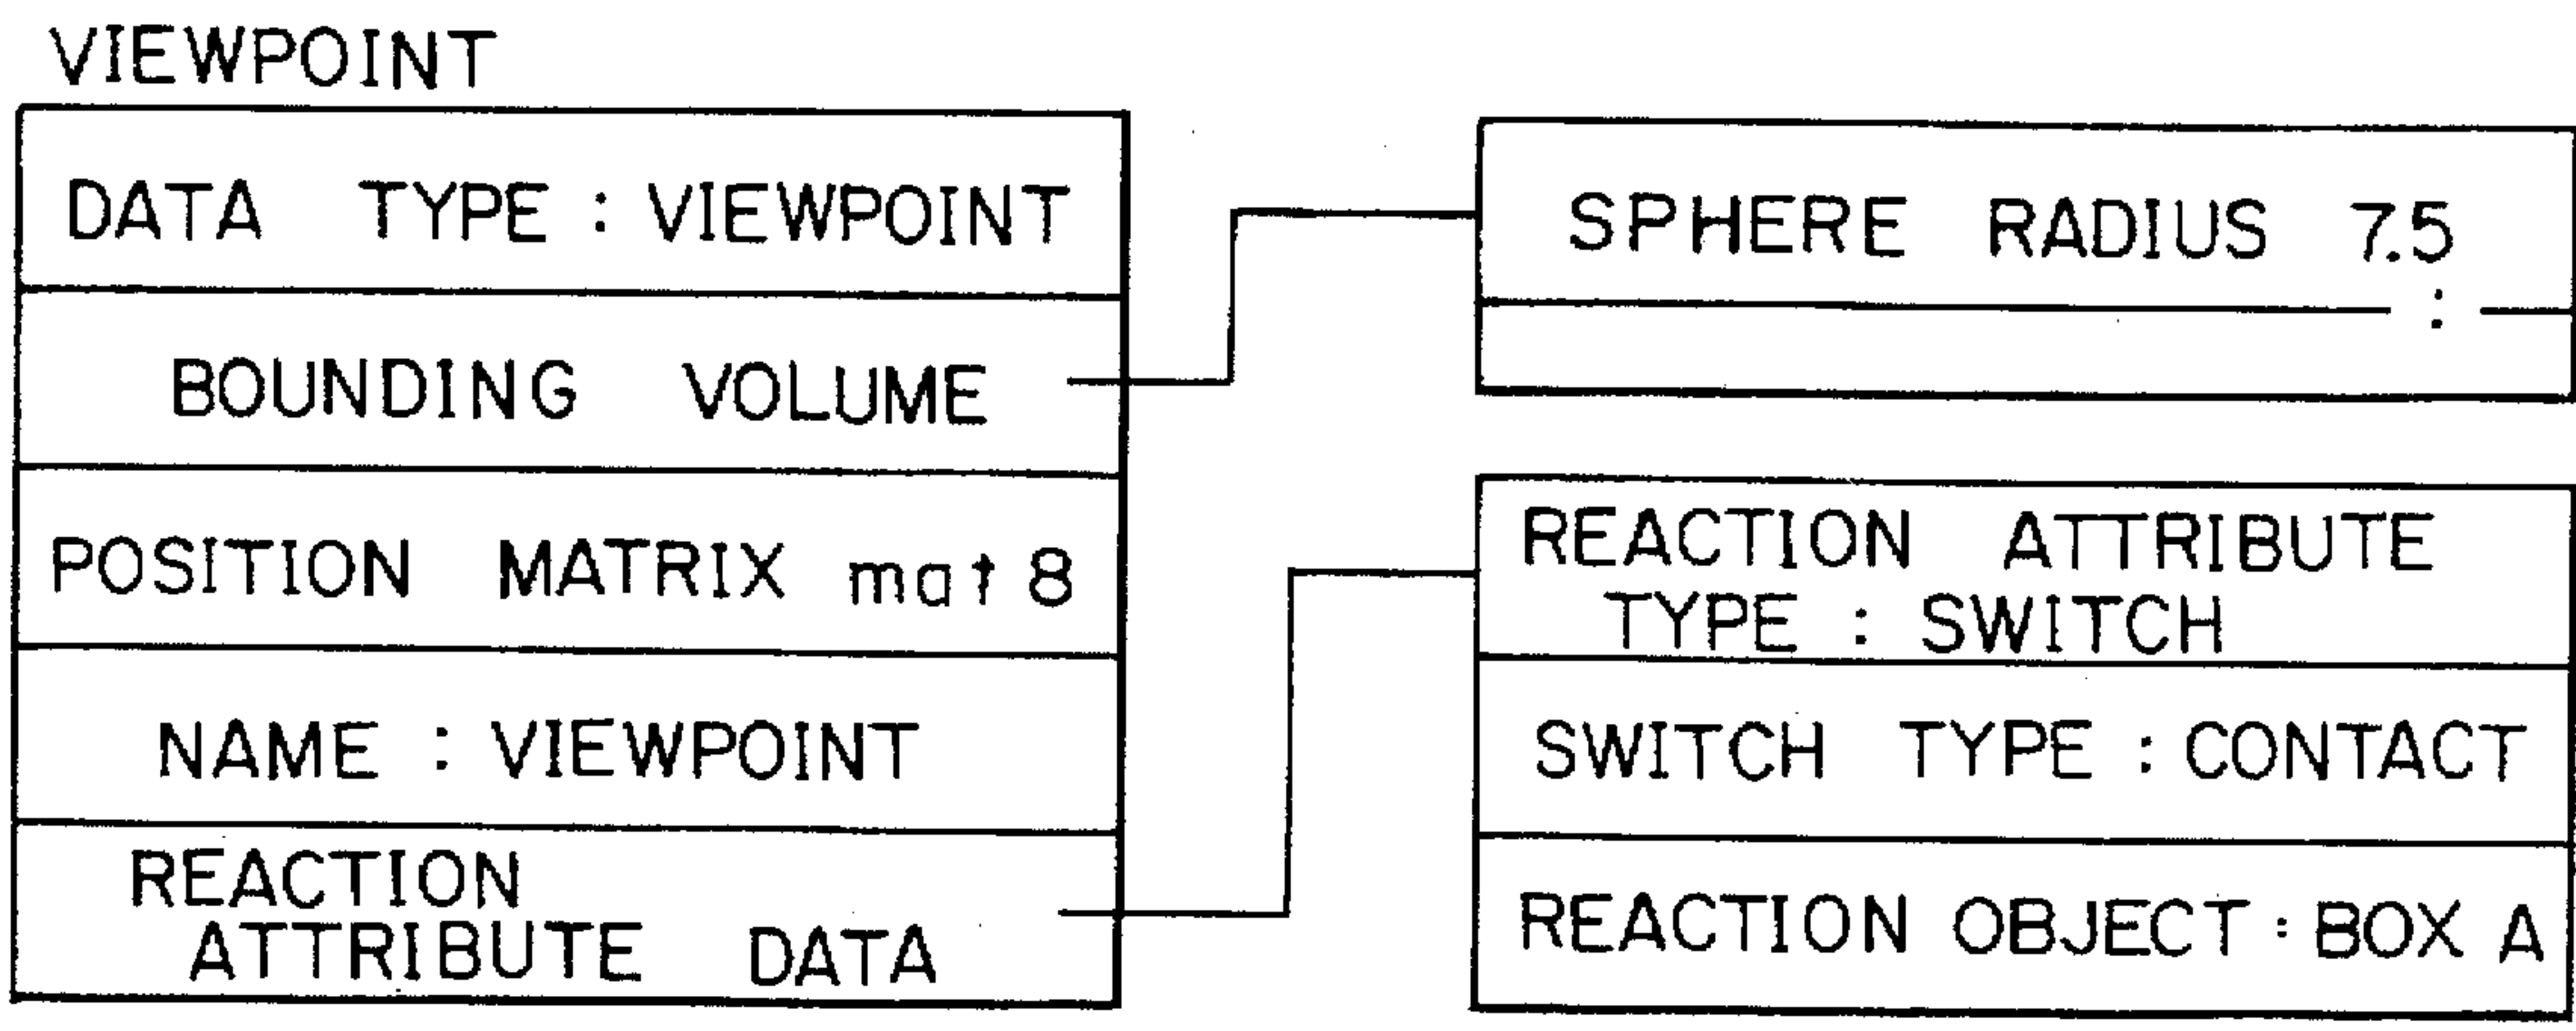 VIEWPOINT
DATA TYPE : VIEWPOINT
BOUNDING VOLUME
POSITION MATRIX mat 8
NAME : VIEWPOINT
REACTION
ATTRIBUTE DATA
SPHERE RADIUS 7.5
:
REACTION ATTRIBUTE
TYPE : SWITCH
SWITCH TYPE : CONTACT
REACTION OBJECT : BOX A